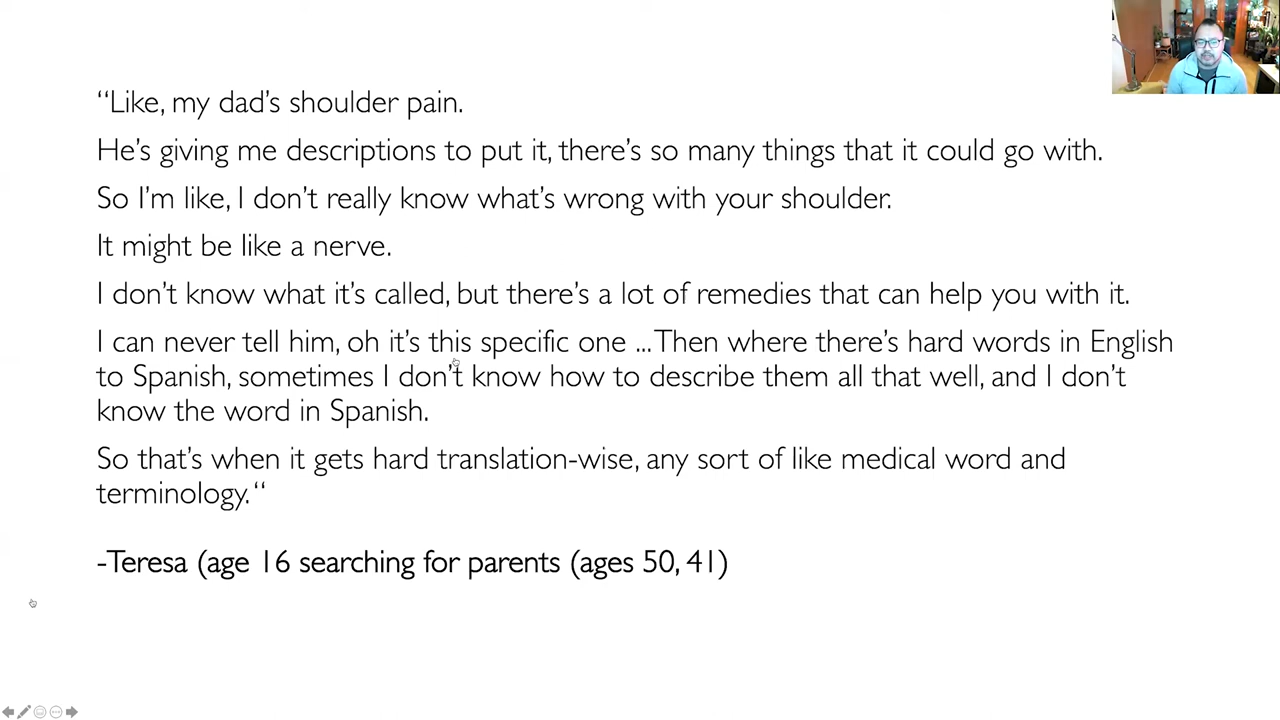 “Like, my dad’s shoulder pain.
He’s giving me descriptions to put it, there’s so many things that it could go with.
So I’m like, I don’t really know what’s wrong with your shoulder.
It might be like a nerve.
I don’t know what it’s called, but there’s a lot of remedies that can help you with it.
I can never tell him, oh it’s this specific one ... Then where there’s hard words in English
to Spanish, sometimes I don’t know how to describe them all that well, and I don’t
know the word in Spanish.
So that’s when it gets hard translation-wise, any sort of like medical word and
terminology. “
-Teresa (age 16 searching for parents (ages 50, 41)